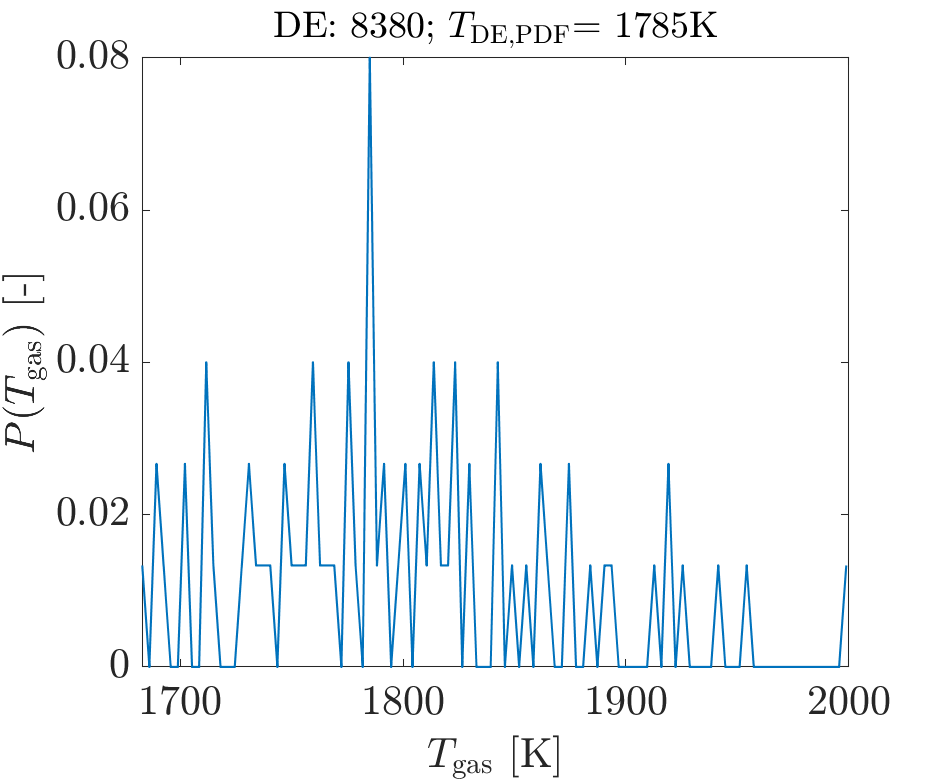 DE: 8380; T_DE,PDF= 1785K
0.08
0.06
0.04
0.02
0
P(T_gas) [-]
1700 1800 1900 2000
T_gas [K]